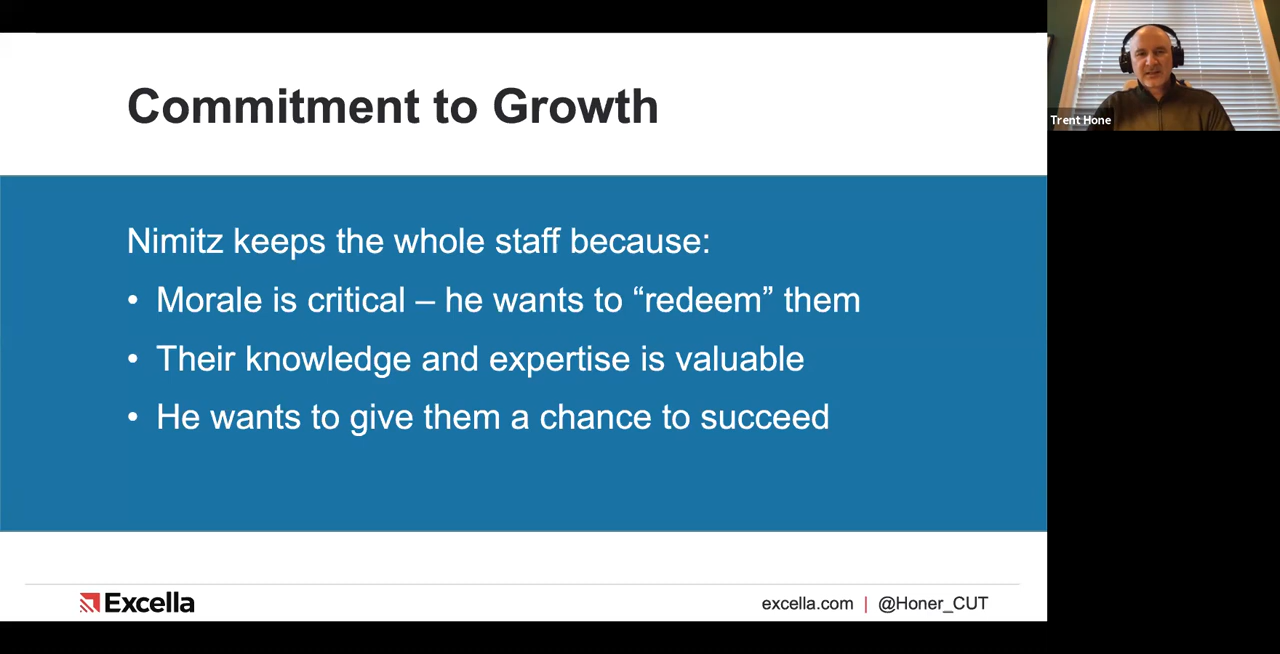 Commitment to Growth
Trent Hone
Nimitz keeps the whole staff because:
• Morale is critical – he wants to “redeem” them
• Their knowledge and expertise is valuable
• He wants to give them a chance to succeed
Excella
excella.com | @Honer_CUT